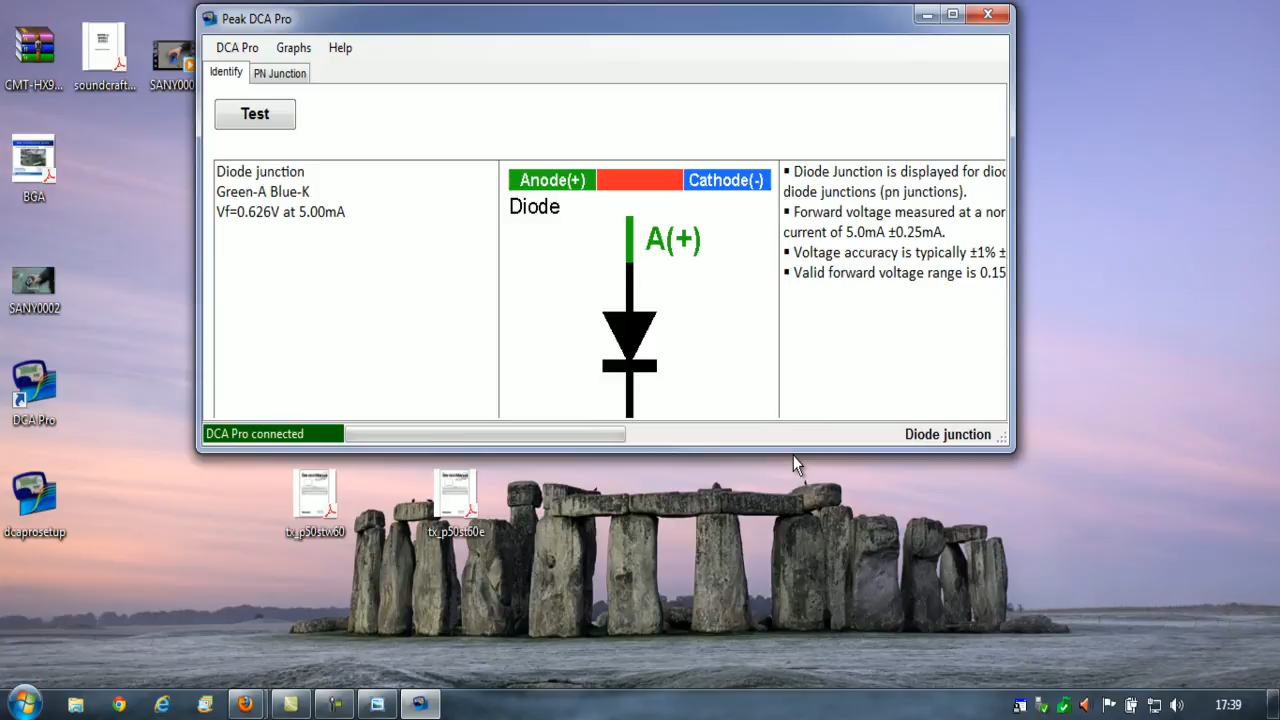 Peak DCA Pro
DCA Pro Graphs Help
Identify PN Junction
Test
Diode junction
Green-A Blue-K
Vf=0.626V at 5.00mA
Anode(+) Cathode(-)
Diode
A(+)
▪ Diode Junction is displayed for
diode junctions (pn junctions).
▪ Forward voltage measured at a
current of 5.0mA ±0.25mA.
▪ Voltage accuracy is typically ±1% ±
▪ Valid forward voltage range is 0.15
DCA Pro connected
Diode junction
CMT-HX9...
soundcraft...
SANY000
BGA
SANY0002
DCA Pro
dcaprosetup
tx_p50stw60
tx_p50st60e
17:39